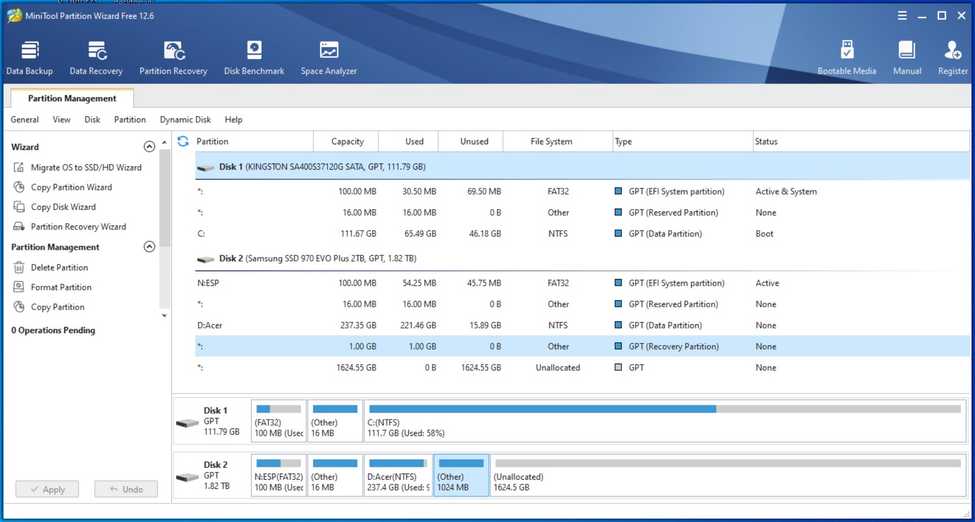 MiniTool Partition Wizard Free 12.6
Data Backup Data Recovery Partition Recovery Disk Benchmark Space Analyzer Bootable Media Manual Register
Partition Management
General View Disk Partition Dynamic Disk Help
Wizard
Migrate OS to SSD/HD Wizard
Copy Partition Wizard
Copy Disk Wizard
Partition Recovery Wizard
Partition Management
Delete Partition
Format Partition
Copy Partition
0 Operations Pending
Apply Undo
Partition Capacity Used Unused File System Type Status
Disk 1 (KINGSTON SA400S37120G SATA, GPT, 111.79 GB)
*: 100.00 MB 30.50 MB 69.50 MB FAT32 GPT (EFI System partition) Active & System
*: 16.00 MB 16.00 MB 0 B Other GPT (Reserved Partition) None
C: 111.67 GB 65.49 GB 46.18 GB NTFS GPT (Data Partition) Boot
Disk 2 (Samsung SSD 970 EVO Plus 2TB, GPT, 1.82 TB)
N:ESP 100.00 MB 54.25 MB 45.75 MB FAT32 GPT (EFI System partition) Active
*: 16.00 MB 16.00 MB 0 B Other GPT (Reserved Partition) None
D:Acer 237.35 GB 221.46 GB 15.89 GB NTFS GPT (Data Partition) None
*: 1.00 GB 1.00 GB 0 B Other GPT (Recovery Partition) None
*: 1624.55 GB 0 B 1624.55 GB Unallocated GPT None
Disk 1
GPT
111.79 GB
(FAT32) (Other) C:(NTFS)
100 MB (Used 16 MB 111.7 GB (Used: 58%)
Disk 2
GPT
1.82 TB
N:ESP(FAT32) (Other) D:Acer(NTFS) (Other) (Unallocated)
100 MB (Used 16 MB 237.4 GB (Used: 9 1024 MB 1624.5 GB